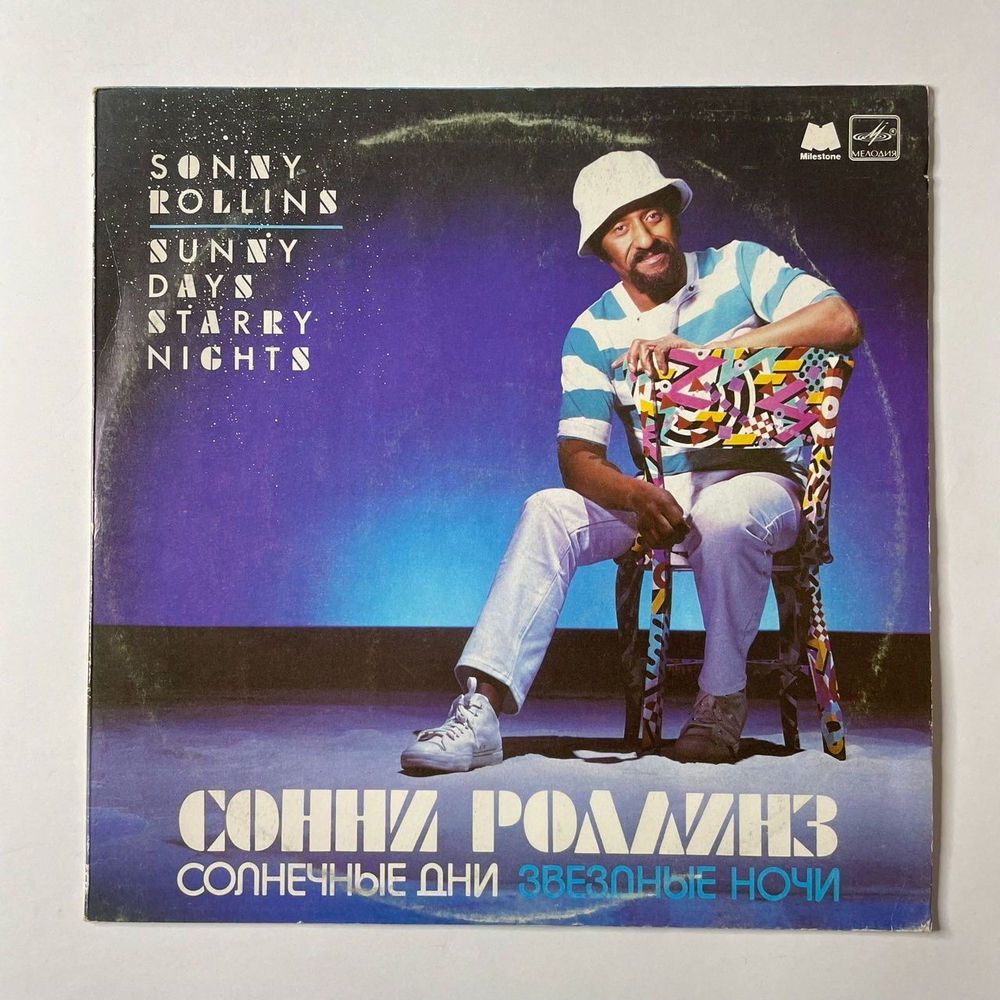 SONNY
ROLLINS
SUNNY
DAYS
STARRY
NIGHTS
Milestone
МЕЛОДИЯ
СОННИ РОЛЛИНЗ
СОЛНЕЧНЫЕ ДНИ ЗВЕЗДНЫЕ НОЧИ